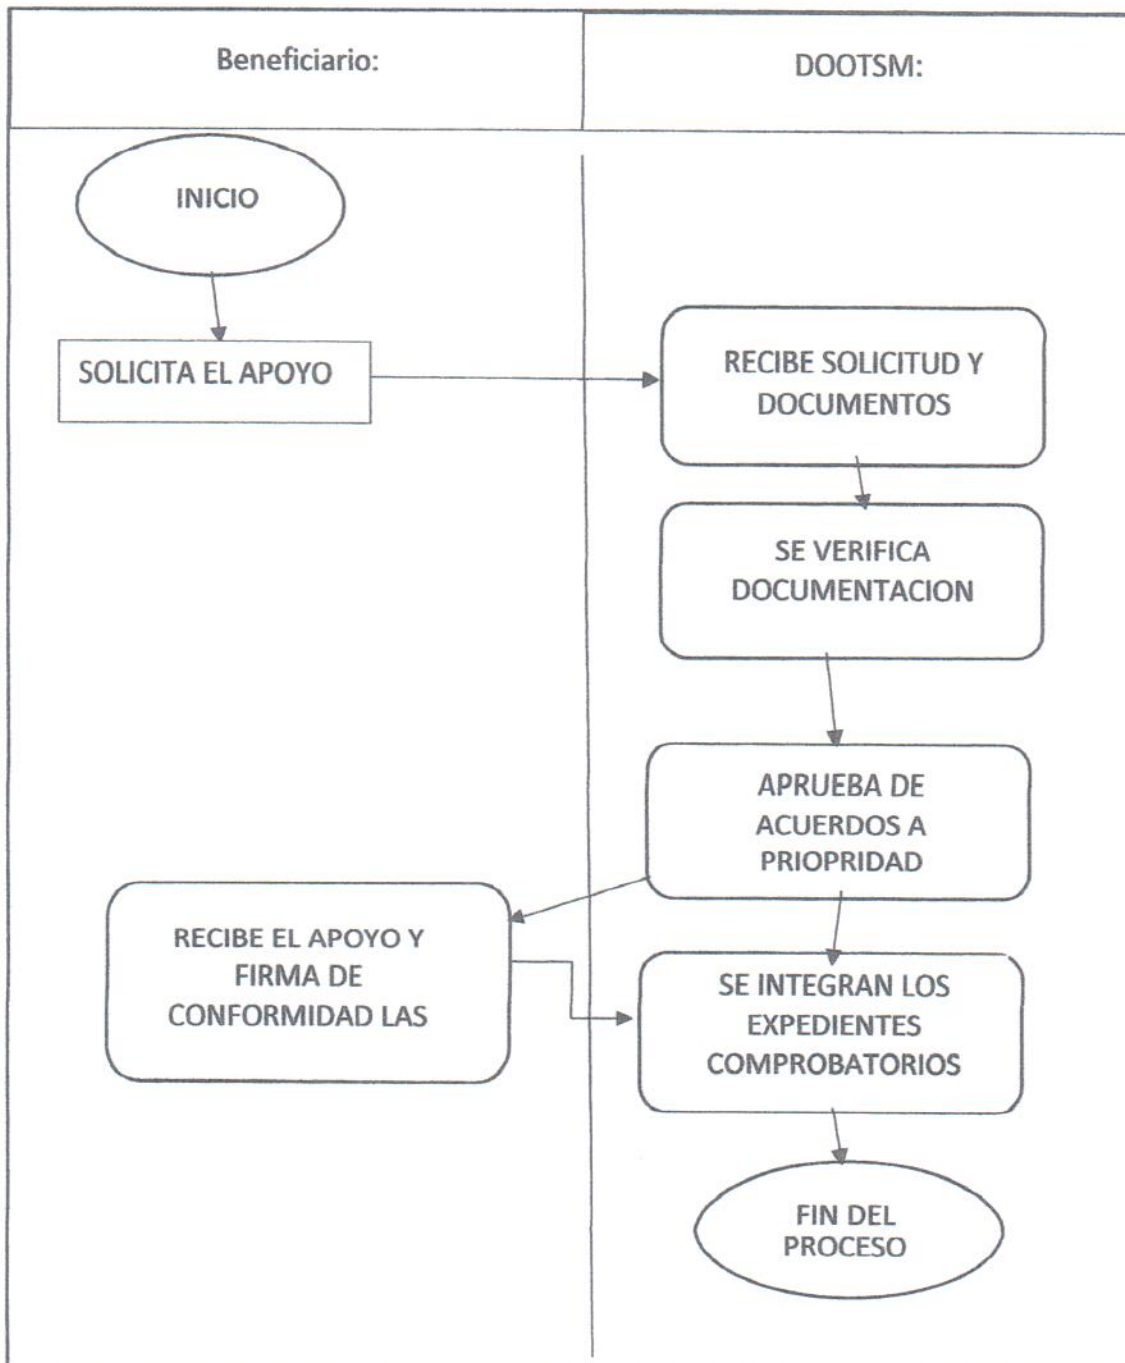 Beneficiario:
DOOTSM:
INICIO
SOLICITA EL APOYO
RECIBE SOLICITUD Y
DOCUMENTOS
SE VERIFICA
DOCUMENTACION
APRUEBA DE
ACUERDOS A
PRIOPRIDAD
RECIBE EL APOYO Y
FIRMA DE
CONFORMIDAD LAS
SE INTEGRAN LOS
EXPEDIENTES
COMPROBATORIOS
FIN DEL
PROCESO